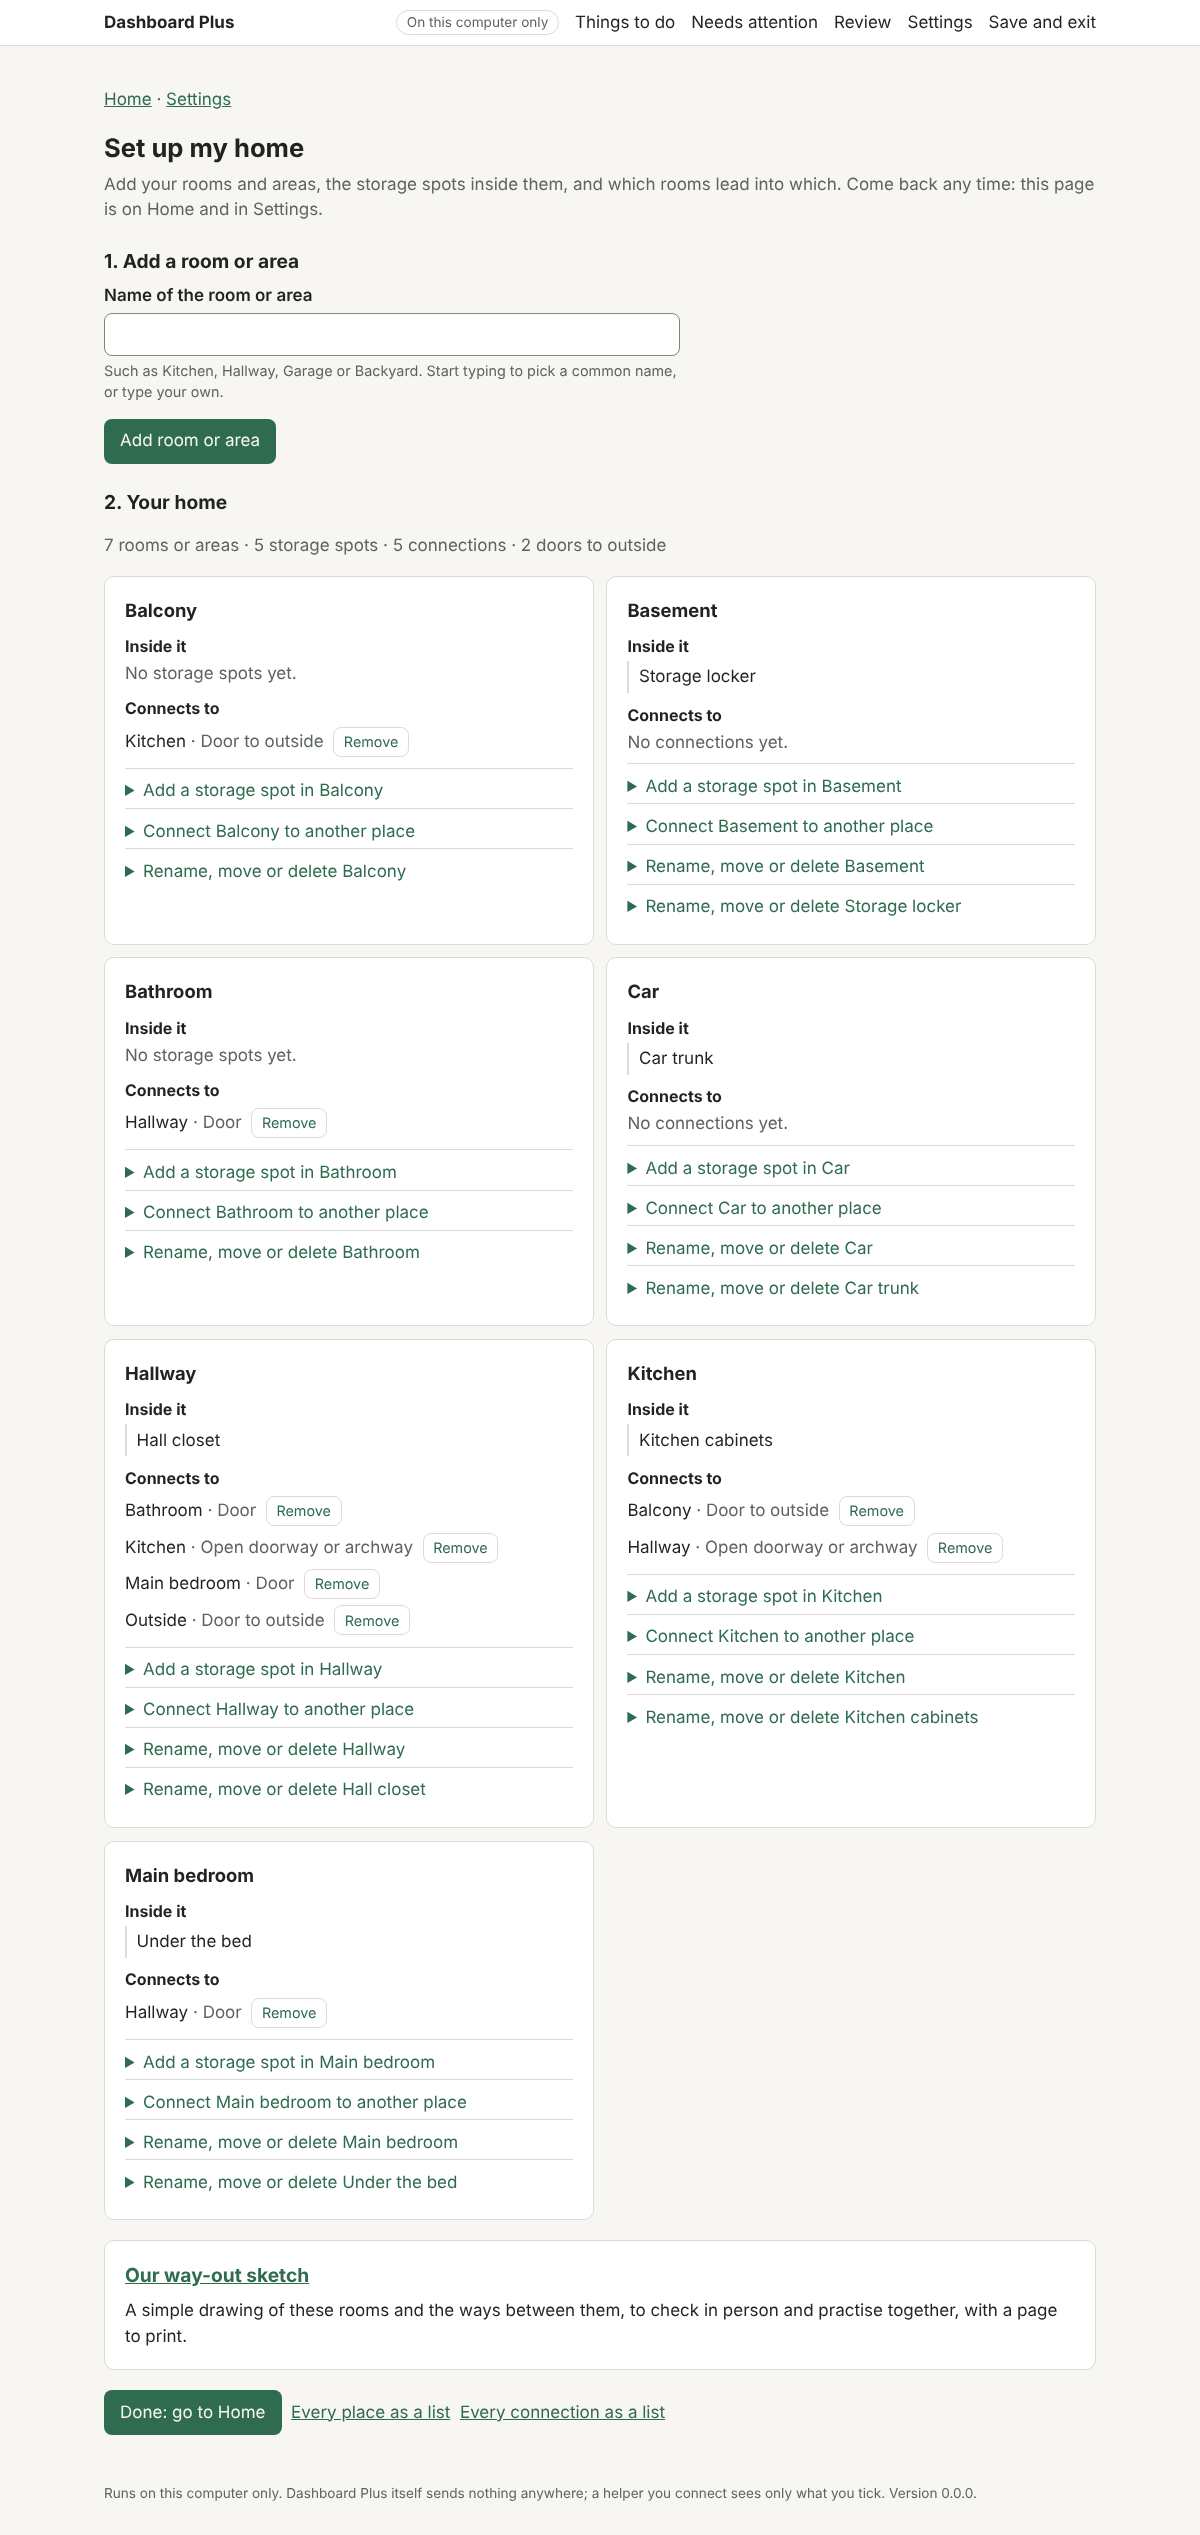 Dashboard Plus
On this computer only
Things to do
Needs attention
Review
Settings
Save and exit
Home · Settings
Set up my home
Add your rooms and areas, the storage spots inside them, and which rooms lead into which. Come back any time: this page
is on Home and in Settings.
1. Add a room or area
Name of the room or area
Such as Kitchen, Hallway, Garage or Backyard. Start typing to pick a common name,
or type your own.
Add room or area
2. Your home
7 rooms or areas · 5 storage spots · 5 connections · 2 doors to outside
Balcony
Inside it
No storage spots yet.
Connects to
Kitchen · Door to outside Remove
Add a storage spot in Balcony
Connect Balcony to another place
Rename, move or delete Balcony
Basement
Inside it
Storage locker
Connects to
No connections yet.
Add a storage spot in Basement
Connect Basement to another place
Rename, move or delete Basement
Rename, move or delete Storage locker
Bathroom
Inside it
No storage spots yet.
Connects to
Hallway · Door Remove
Add a storage spot in Bathroom
Connect Bathroom to another place
Rename, move or delete Bathroom
Car
Inside it
Car trunk
Connects to
No connections yet.
Add a storage spot in Car
Connect Car to another place
Rename, move or delete Car
Rename, move or delete Car trunk
Hallway
Inside it
Hall closet
Connects to
Bathroom · Door Remove
Kitchen · Open doorway or archway Remove
Main bedroom · Door Remove
Outside · Door to outside Remove
Add a storage spot in Hallway
Connect Hallway to another place
Rename, move or delete Hallway
Rename, move or delete Hall closet
Kitchen
Inside it
Kitchen cabinets
Connects to
Balcony · Door to outside Remove
Hallway · Open doorway or archway Remove
Add a storage spot in Kitchen
Connect Kitchen to another place
Rename, move or delete Kitchen
Rename, move or delete Kitchen cabinets
Main bedroom
Inside it
Under the bed
Connects to
Hallway · Door Remove
Add a storage spot in Main bedroom
Connect Main bedroom to another place
Rename, move or delete Main bedroom
Rename, move or delete Under the bed
Our way-out sketch
A simple drawing of these rooms and the ways between them, to check in person and practise together, with a page
to print.
Done: go to Home
Every place as a list
Every connection as a list
Runs on this computer only. Dashboard Plus itself sends nothing anywhere; a helper you connect sees only what you tick. Version 0.0.0.